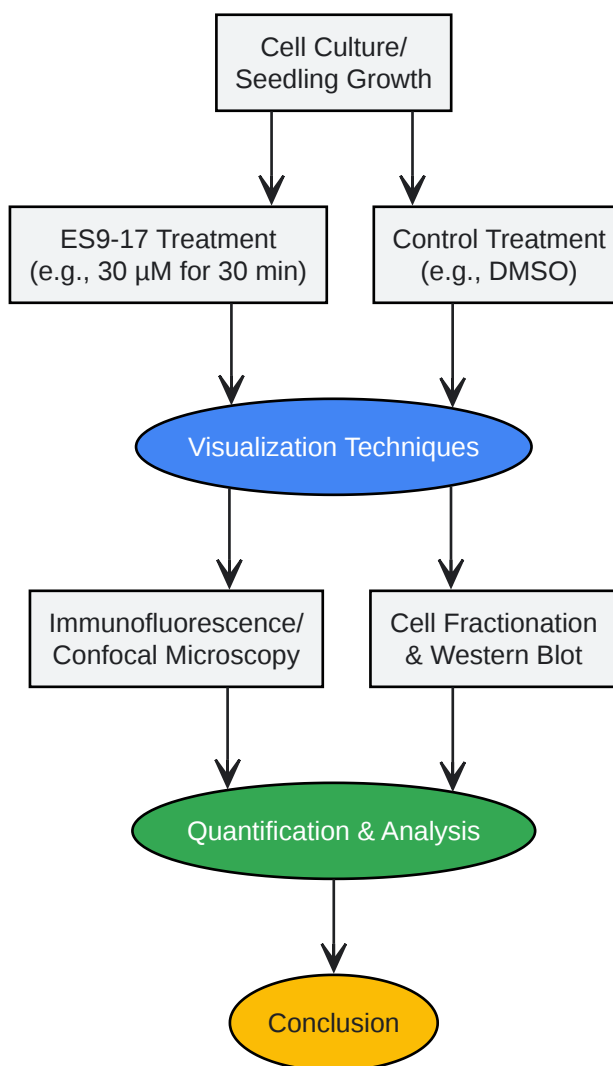 Cell Culture/
Seedling Growth
ES9-17 Treatment
(e.g., 30 µM for 30 min)
Control Treatment
(e.g., DMSO)
Visualization Techniques
Immunofluorescence/
Confocal Microscopy
Cell Fractionation
& Western Blot
Quantification & Analysis
Conclusion